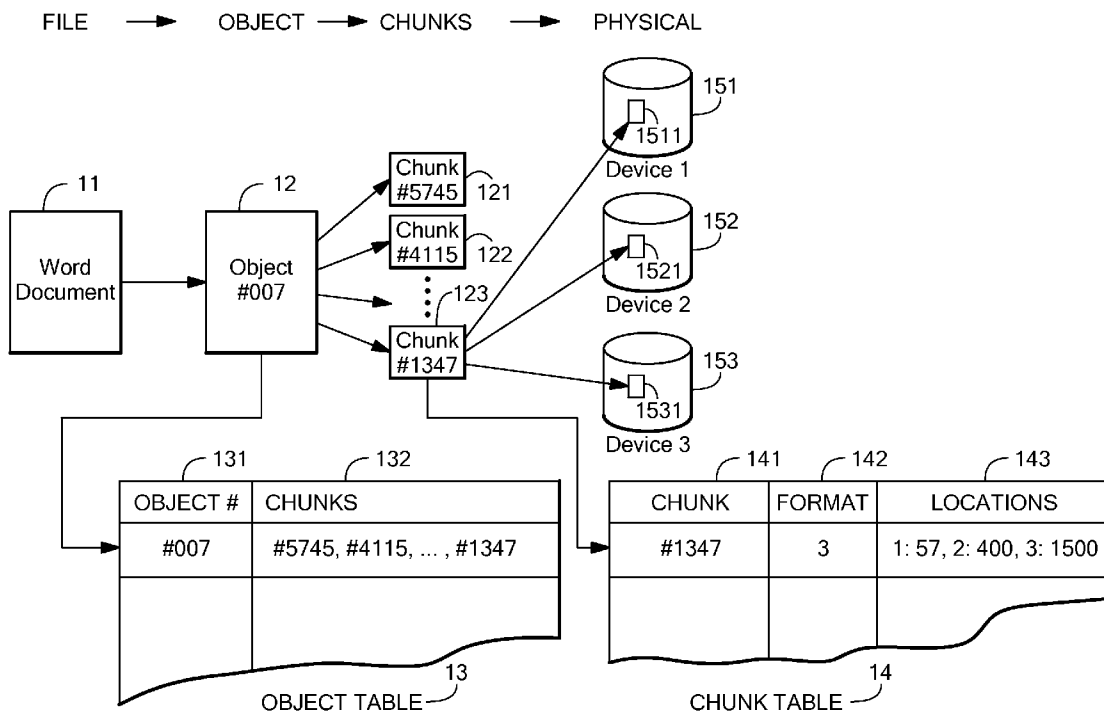 FILE OBJECT CHUNKS PHYSICAL
151
1511
Device 1
11
12
Chunk
#5745
121
Chunk
#4115
122
152
1521
Device 2
Word
Document
Object
#007
123
Chunk
#1347
153
1531
Device 3
131 132
OBJECT # CHUNKS
#007 #5745, #4115, ... , #1347
13
OBJECT TABLE
141 142 143
CHUNK FORMAT LOCATIONS
#1347 3 1: 57, 2: 400, 3: 1500
14
CHUNK TABLE